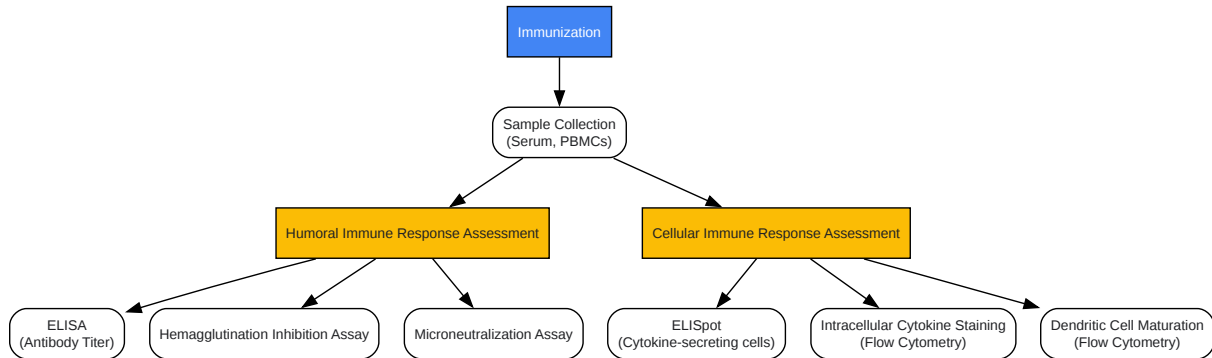 Immunization
Sample Collection
(Serum, PBMCs)
Humoral Immune Response Assessment
Cellular Immune Response Assessment
ELISA
(Antibody Titer)
Hemagglutination Inhibition Assay
Microneutralization Assay
ELISpot
(Cytokine-secreting cells)
Intracellular Cytokine Staining
(Flow Cytometry)
Dendritic Cell Maturation
(Flow Cytometry)